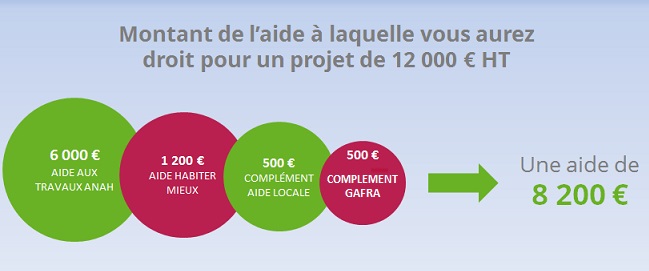 Montant de l'aide à laquelle vous aurez
droit pour un projet de 12 000 € HT
6 000 €
AIDE AUX
TRAVAUX ANAH
1 200 €
AIDE HABITER
MIEUX
500 €
COMPLÉMENT
AIDE LOCALE
500 €
COMPLEMENT
GAFRA
Une aide de
8 200 €